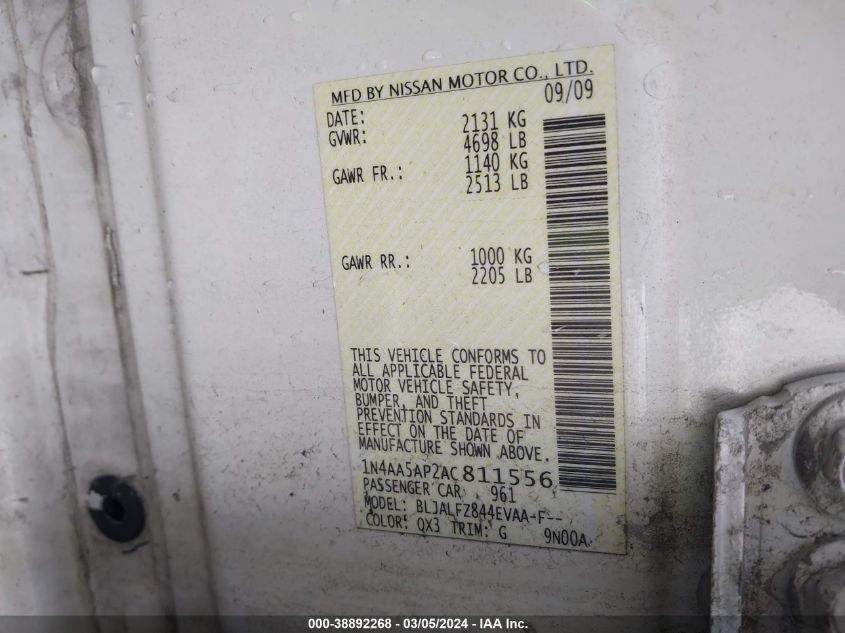 MFD BY NISSAN MOTOR CO., LTD.
DATE: 09/09
GVWR: 2131 KG
4698 LB
GAWR FR.: 1140 KG
2513 LB
GAWR RR.: 1000 KG
2205 LB
THIS VEHICLE CONFORMS TO
ALL APPLICABLE FEDERAL
MOTOR VEHICLE SAFETY,
BUMPER, AND THEFT
PREVENTION STANDARDS IN
EFFECT ON THE DATE OF
MANUFACTURE SHOWN ABOVE.
1N4AA5AP2AC811556
PASSENGER CAR 961
MODEL: BLJALFZ844EVAA-F--
COLOR: QX3 TRIM: G 9N00A
000-38892268 - 03/05/2024 - IAA Inc.